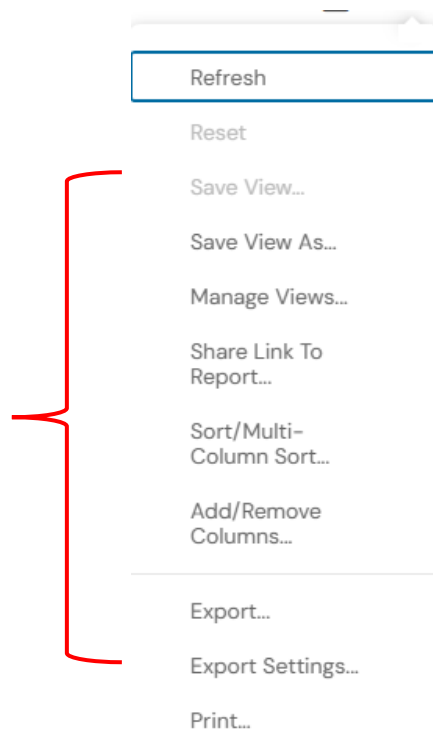 Refresh
Reset
Save View...
Save View As...
Manage Views...
Share Link To
Report...
Sort/Multi-
Column Sort...
Add/Remove
Columns...
Export...
Export Settings...
Print...